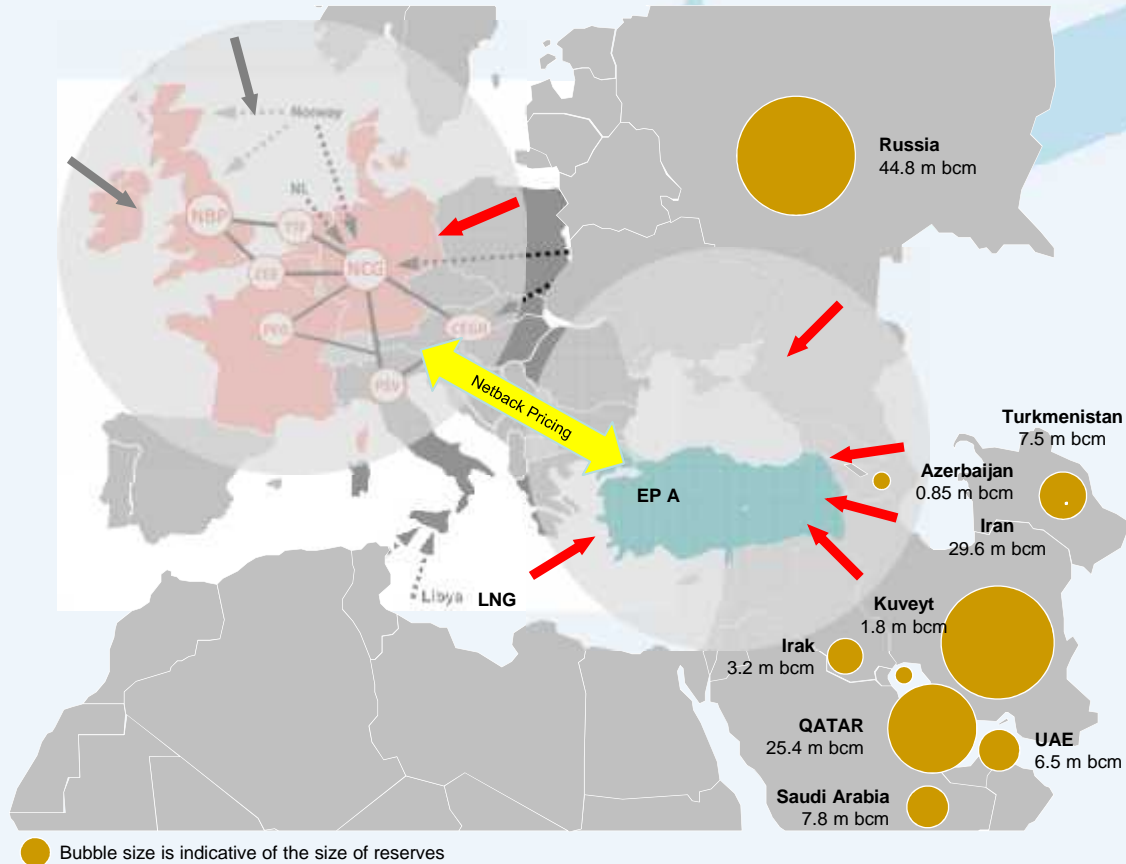 Norway
Russia
44.8 m bcm
NL
NBP
TTF
ZEE
NCG
PEG
CEGH
PSV
Netback Pricing
Turkmenistan
7.5 m bcm
Azerbaijan
0.85 m bcm
EP A
Iran
29.6 m bcm
Libya
LNG
Kuveyt
1.8 m bcm
Irak
3.2 m bcm
QATAR
25.4 m bcm
UAE
6.5 m bcm
Saudi Arabia
7.8 m bcm
Bubble size is indicative of the size of reserves